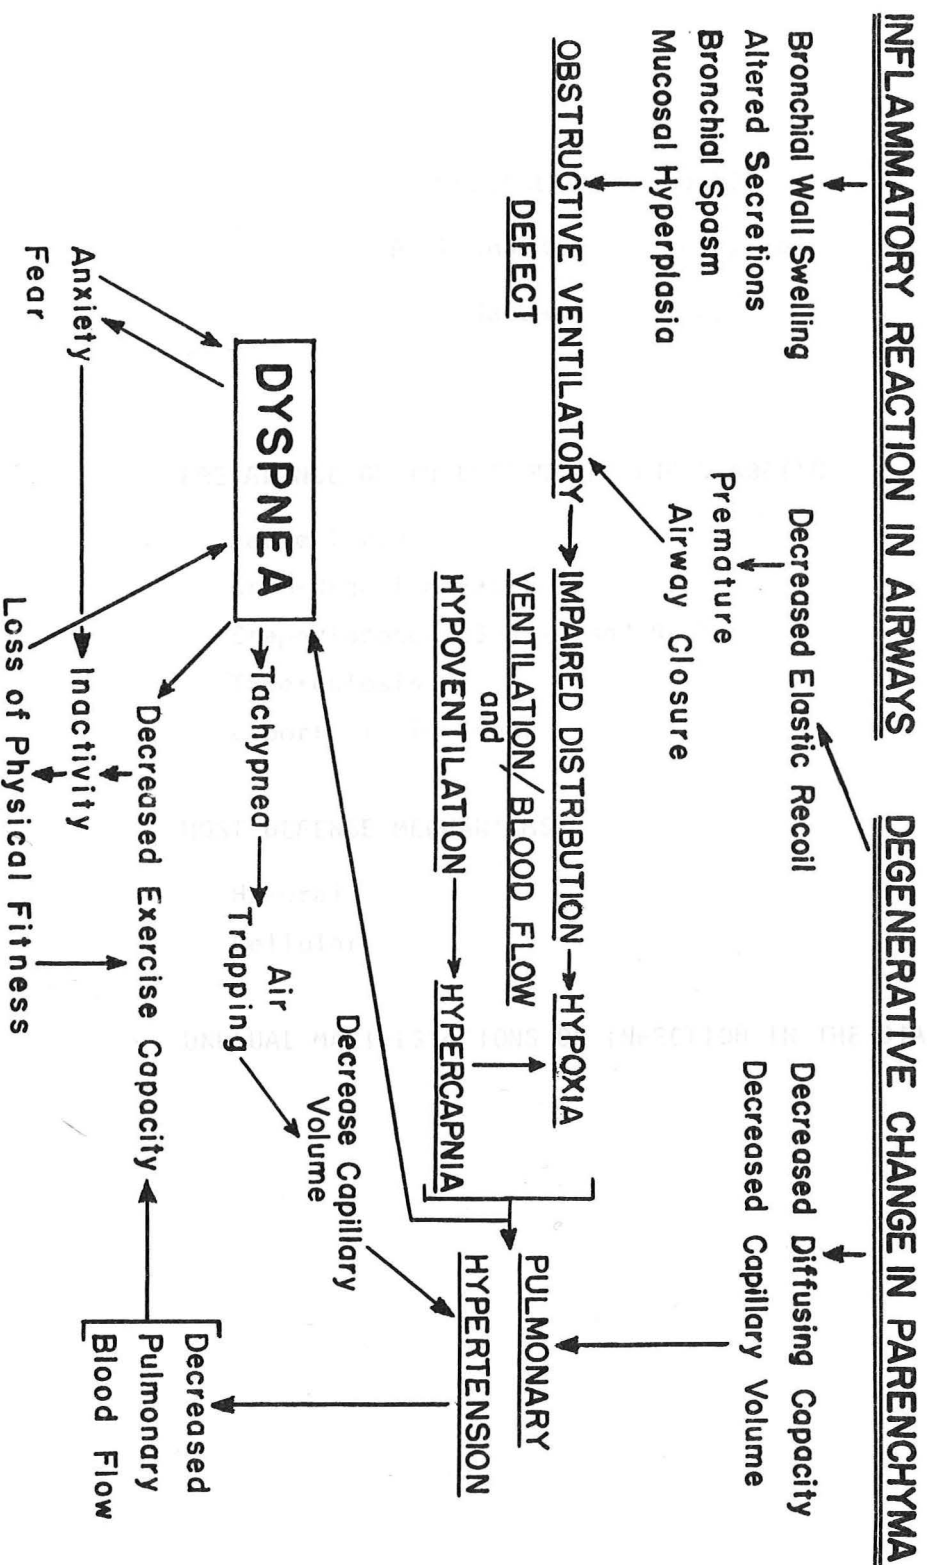 INFLAMMATORY REACTION IN AIRWAYS
DEGENERATIVE CHANGE IN PARENCHYMA
Bronchial Wall Swelling
Altered Secretions
Bronchial Spasm
Mucosal Hyperplasia
Decreased Elastic Recoil
Premature
Airway Closure
Decreased Diffusing Capacity
Decreased Capillary Volume
OBSTRUCTIVE VENTILATORY
DEFECT
IMPAIRED DISTRIBUTION
VENTILATION/BLOOD FLOW
and
HYPOVENTILATION
HYPOXIA
HYPERCAPNIA
PULMONARY
HYPERTENSION
DYSPNEA
Tachypnea
Air
Trapping
Decrease Capillary
Volume
Anxiety
Fear
Inactivity
Decreased Exercise Capacity
Loss of Physical Fitness
Decreased
Pulmonary
Blood Flow